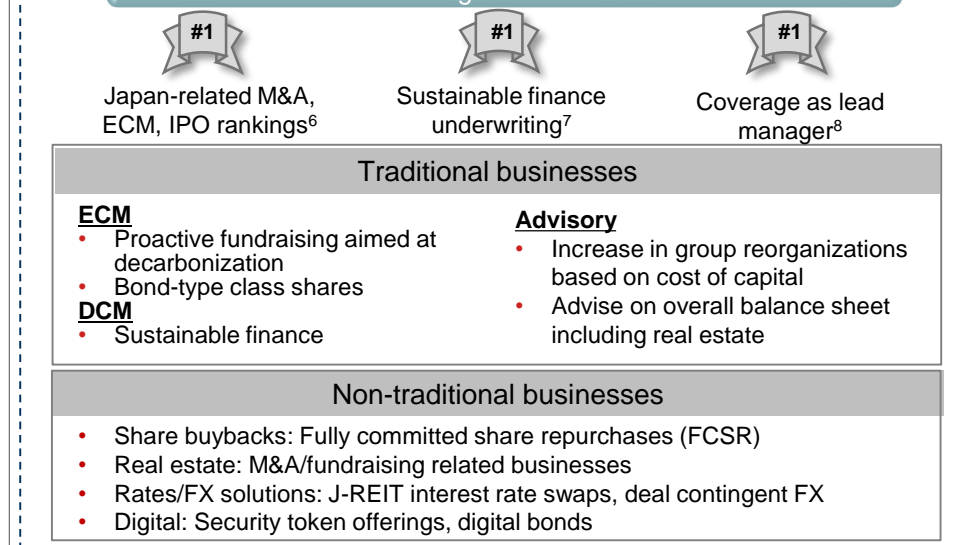 #1
#1
#1
Japan-related M&A,
ECM, IPO rankings6
Sustainable finance
underwriting7
Coverage as lead
manager8
Traditional businesses
ECM
• Proactive fundraising aimed at
decarbonization
• Bond-type class shares
DCM
• Sustainable finance
Advisory
• Increase in group reorganizations
based on cost of capital
• Advise on overall balance sheet
including real estate
Non-traditional businesses
• Share buybacks: Fully committed share repurchases (FCSR)
• Real estate: M&A/fundraising related businesses
• Rates/FX solutions: J-REIT interest rate swaps, deal contingent FX
• Digital: Security token offerings, digital bonds